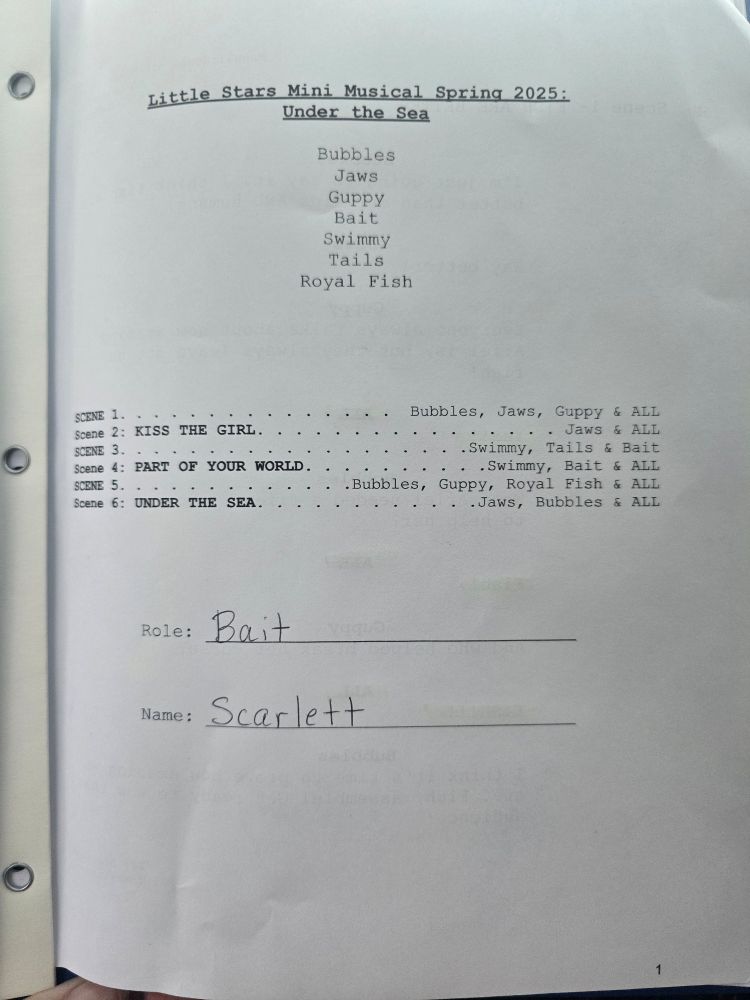 Little Stars Mini Musical Spring 2025:
Under the Sea
Bubbles
Jaws
Guppy
Bait
Swimmy
Tails
Royal Fish
SCENE 1. . . . . . . . . . . . . . . Bubbles, Jaws, Guppy & ALL
Scene 2: KISS THE GIRL. . . . . . . . . . . . . . . . Jaws & ALL
SCENE 3. . . . . . . . . . . . . . . . . . .Swimmy, Tails & Bait
Scene 4: PART OF YOUR WORLD. . . . . . . . . .Swimmy, Bait & ALL
SCENE 5. . . . . . . . . . . . .Bubbles, Guppy, Royal Fish & ALL
Scene 6: UNDER THE SEA. . . . . . . . . . . .Jaws, Bubbles & ALL
Role: Bait
Name: Scarlett
1